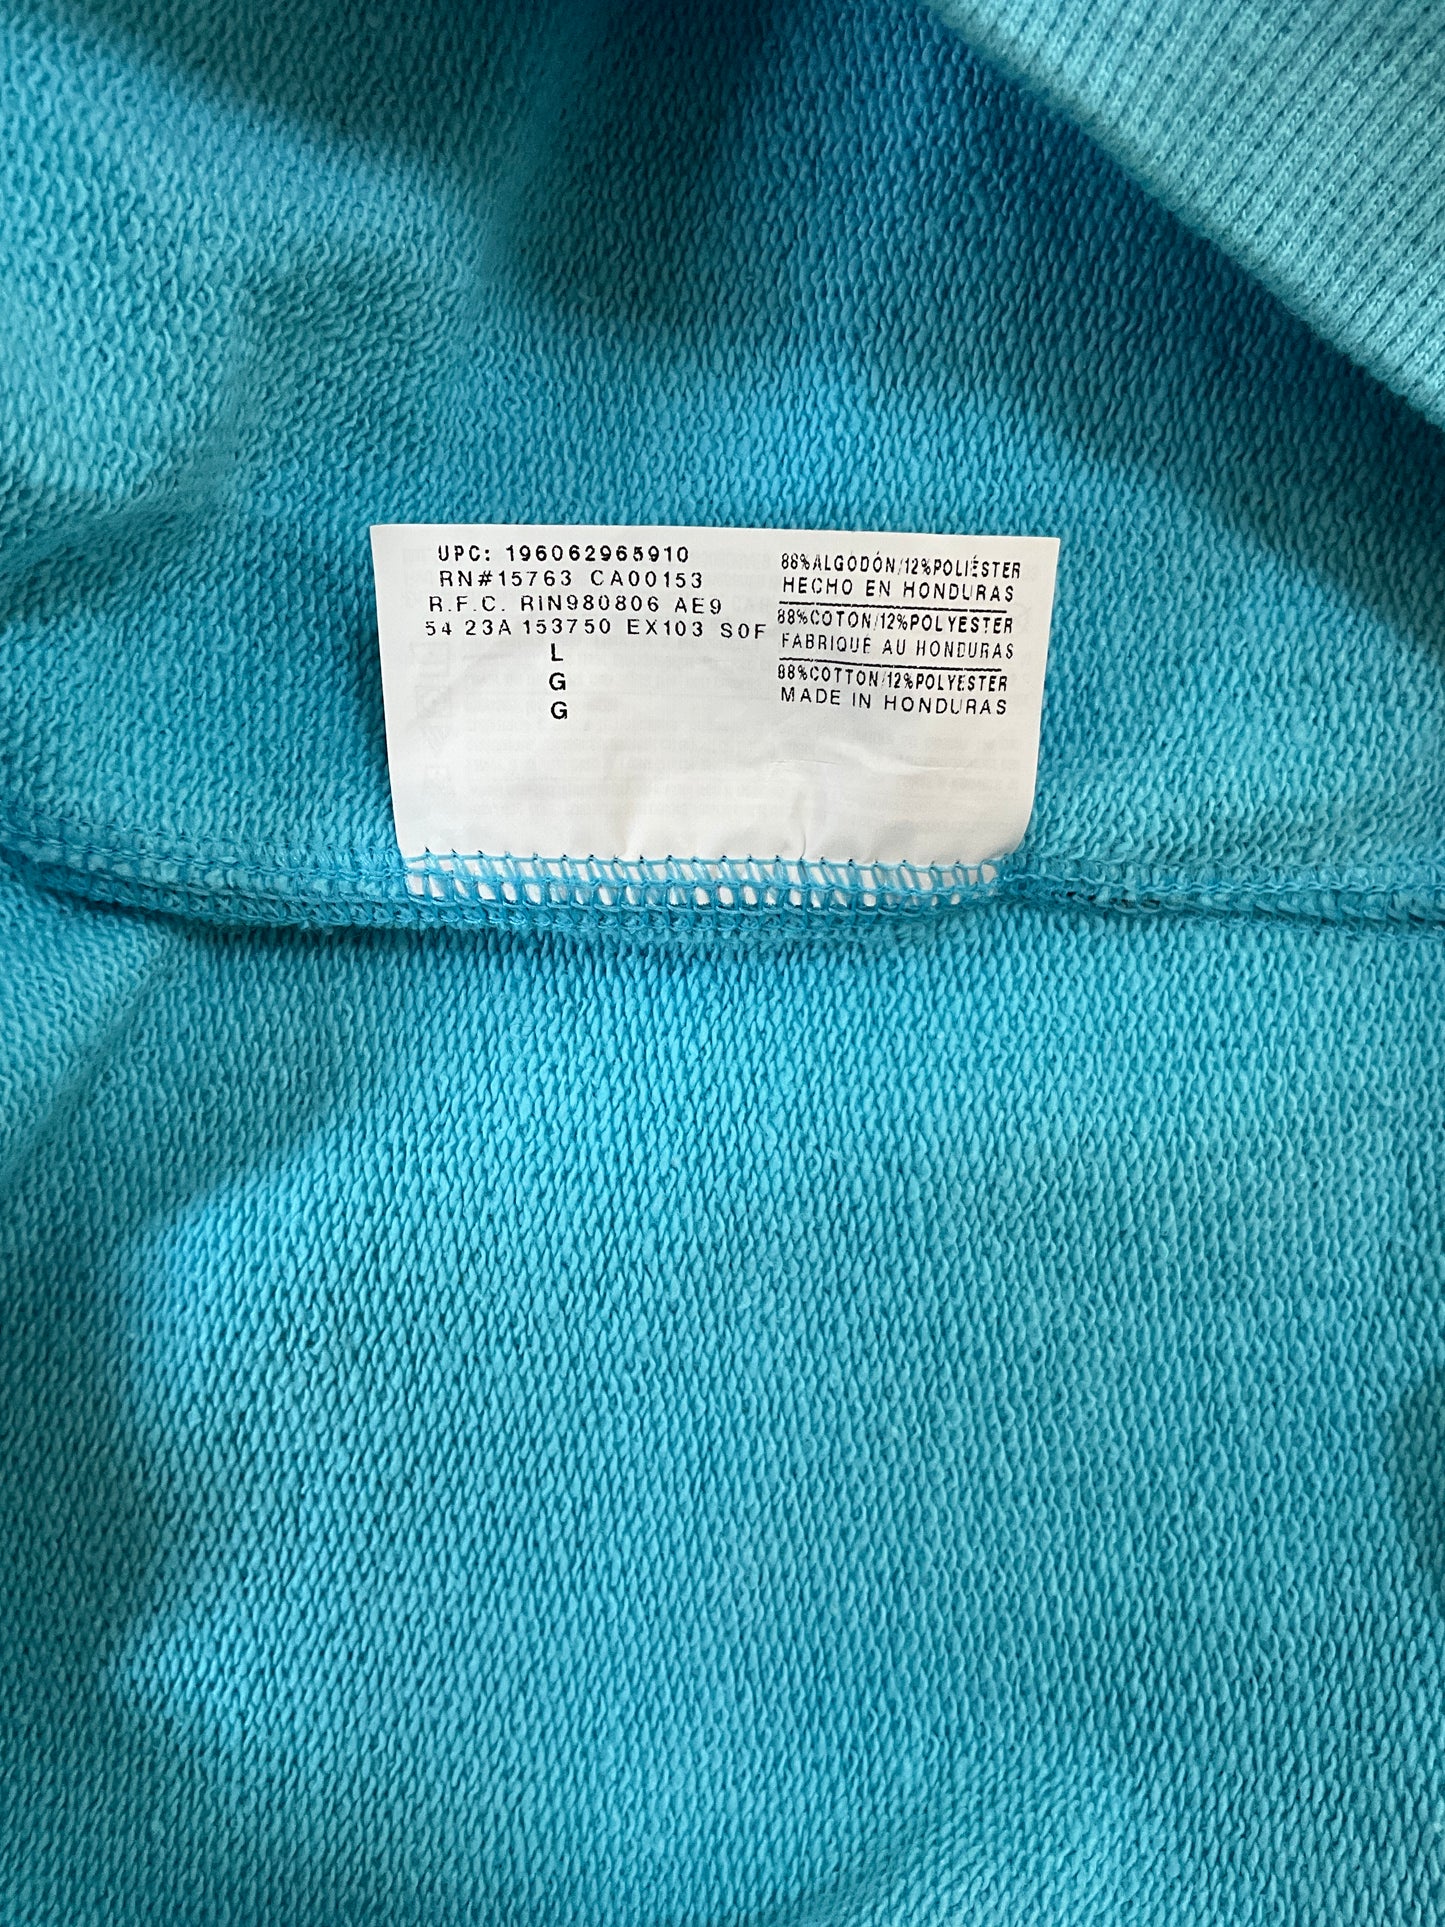 UPC: 196062965910
RN#15763 CA00153
R.F.C. RIN980806 AE9
54 23A 153750 EX103 S0F
L
G
G
88%ALGODÓN/12%POLIÉSTER
HECHO EN HONDURAS
88%COTON/12%POLYESTER
FABRIQUÉ AU HONDURAS
88%COTTON/12%POLYESTER
MADE IN HONDURAS